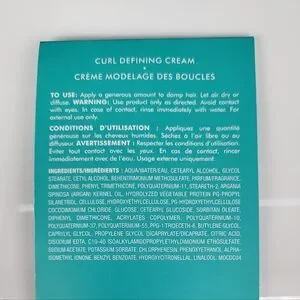 CURL DEFINING CREAM
•
CRÈME MODELAGE DES BOUCLES
TO USE: Apply a generous amount to damp hair. Let air dry or
diffuse. WARNING: Use product only as directed. Avoid contact
with eyes. In case of contact, rinse immediately with water. For
external use only.
CONDITIONS D'UTILISATION : Appliquez une quantité
généreuse sur les cheveux humides. Séchez à l'air libre ou au
diffuseur. AVERTISSEMENT : Respecter les conditions d'utilisation.
Éviter tout contact avec les yeux. En cas de contact, rincer
immédiatement avec de l'eau. Usage externe uniquement.
INGREDIENTS/INGRÉDIENTS : AQUA/WATER/EAU, CETEARYL ALCOHOL, GLYCOL
STEARATE, CETYL ALCOHOL, BEHENTRIMONIUM METHOSULFATE, PARFUM/FRAGRANCE,
DIMETHICONE, PHENYL TRIMETHICONE, POLYQUATERNIUM-11, STEARETH-2, ARGANIA
SPINOSA (ARGAN) KERNEL OIL, HYDROLYZED VEGETABLE PROTEIN PG-PROPYL
SILANETRIOL, CELLULOSE, HYDROXYETHYLCELLULOSE, PG-HYDROXYETHYLCELLULOSE
COCODIMONIUM CHLORIDE, GLUCOSE, CETEARYL GLUCOSIDE, SORBITAN OLEATE,
DIPHENYL DIMETHICONE, ACRYLATES COPOLYMER, POLYQUATERNIUM-10,
POLYQUATERNIUM-37, POLYQUATERNIUM-55, PPG-1 TRIDECETH-6, BUTYLENE GLYCOL,
CAPRYLYL GLYCOL, PROPYLENE GLYCOL DICAPRYLATE/DICAPRATE, CITRIC ACID,
DISODIUM EDTA, C10-40 ISOALKYLAMIDOPROPYLETHYLDIMONIUM ETHOSULFATE,
SODIUM ACETATE, SORBITOL, CHLORPHENESIN, PHENOXYETHANOL, ALPHA-
ISOMETHYL IONONE, BENZYL BENZOATE, HYDROXYCITRONELLAL, LINALOOL